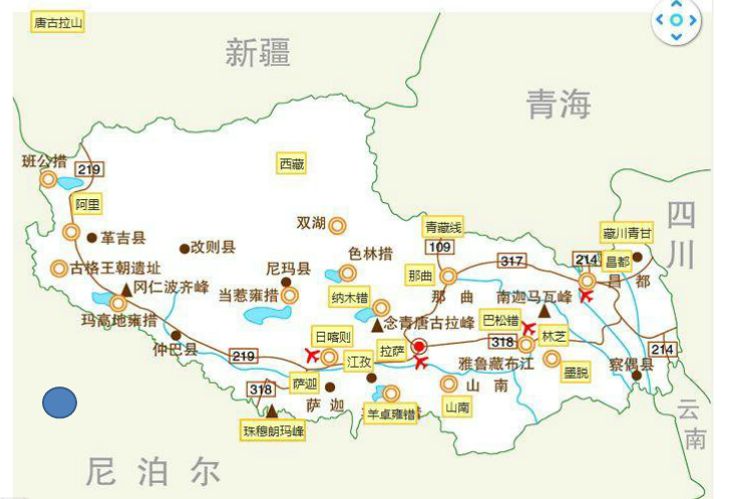 唐古拉山
新疆
青海
班公措
219
西藏
四川
阿里
双湖
青藏线
藏川青甘
革吉县
改则县
色林措
109
317
214
昌都
昌都
古格王朝遗址
尼玛县
那曲
冈仁波齐峰
当惹雍措
纳木错
那曲
南迦马瓦峰
玛高地雍措
念青唐古拉峰
巴松错
日喀则
林芝
仲巴县
219
江孜
拉萨
318
214
雅鲁藏布江
察偶县
墨脱
318
萨迦
萨迦
山南
羊卓雍错
山南
云南
珠穆朗玛峰
尼泊尔